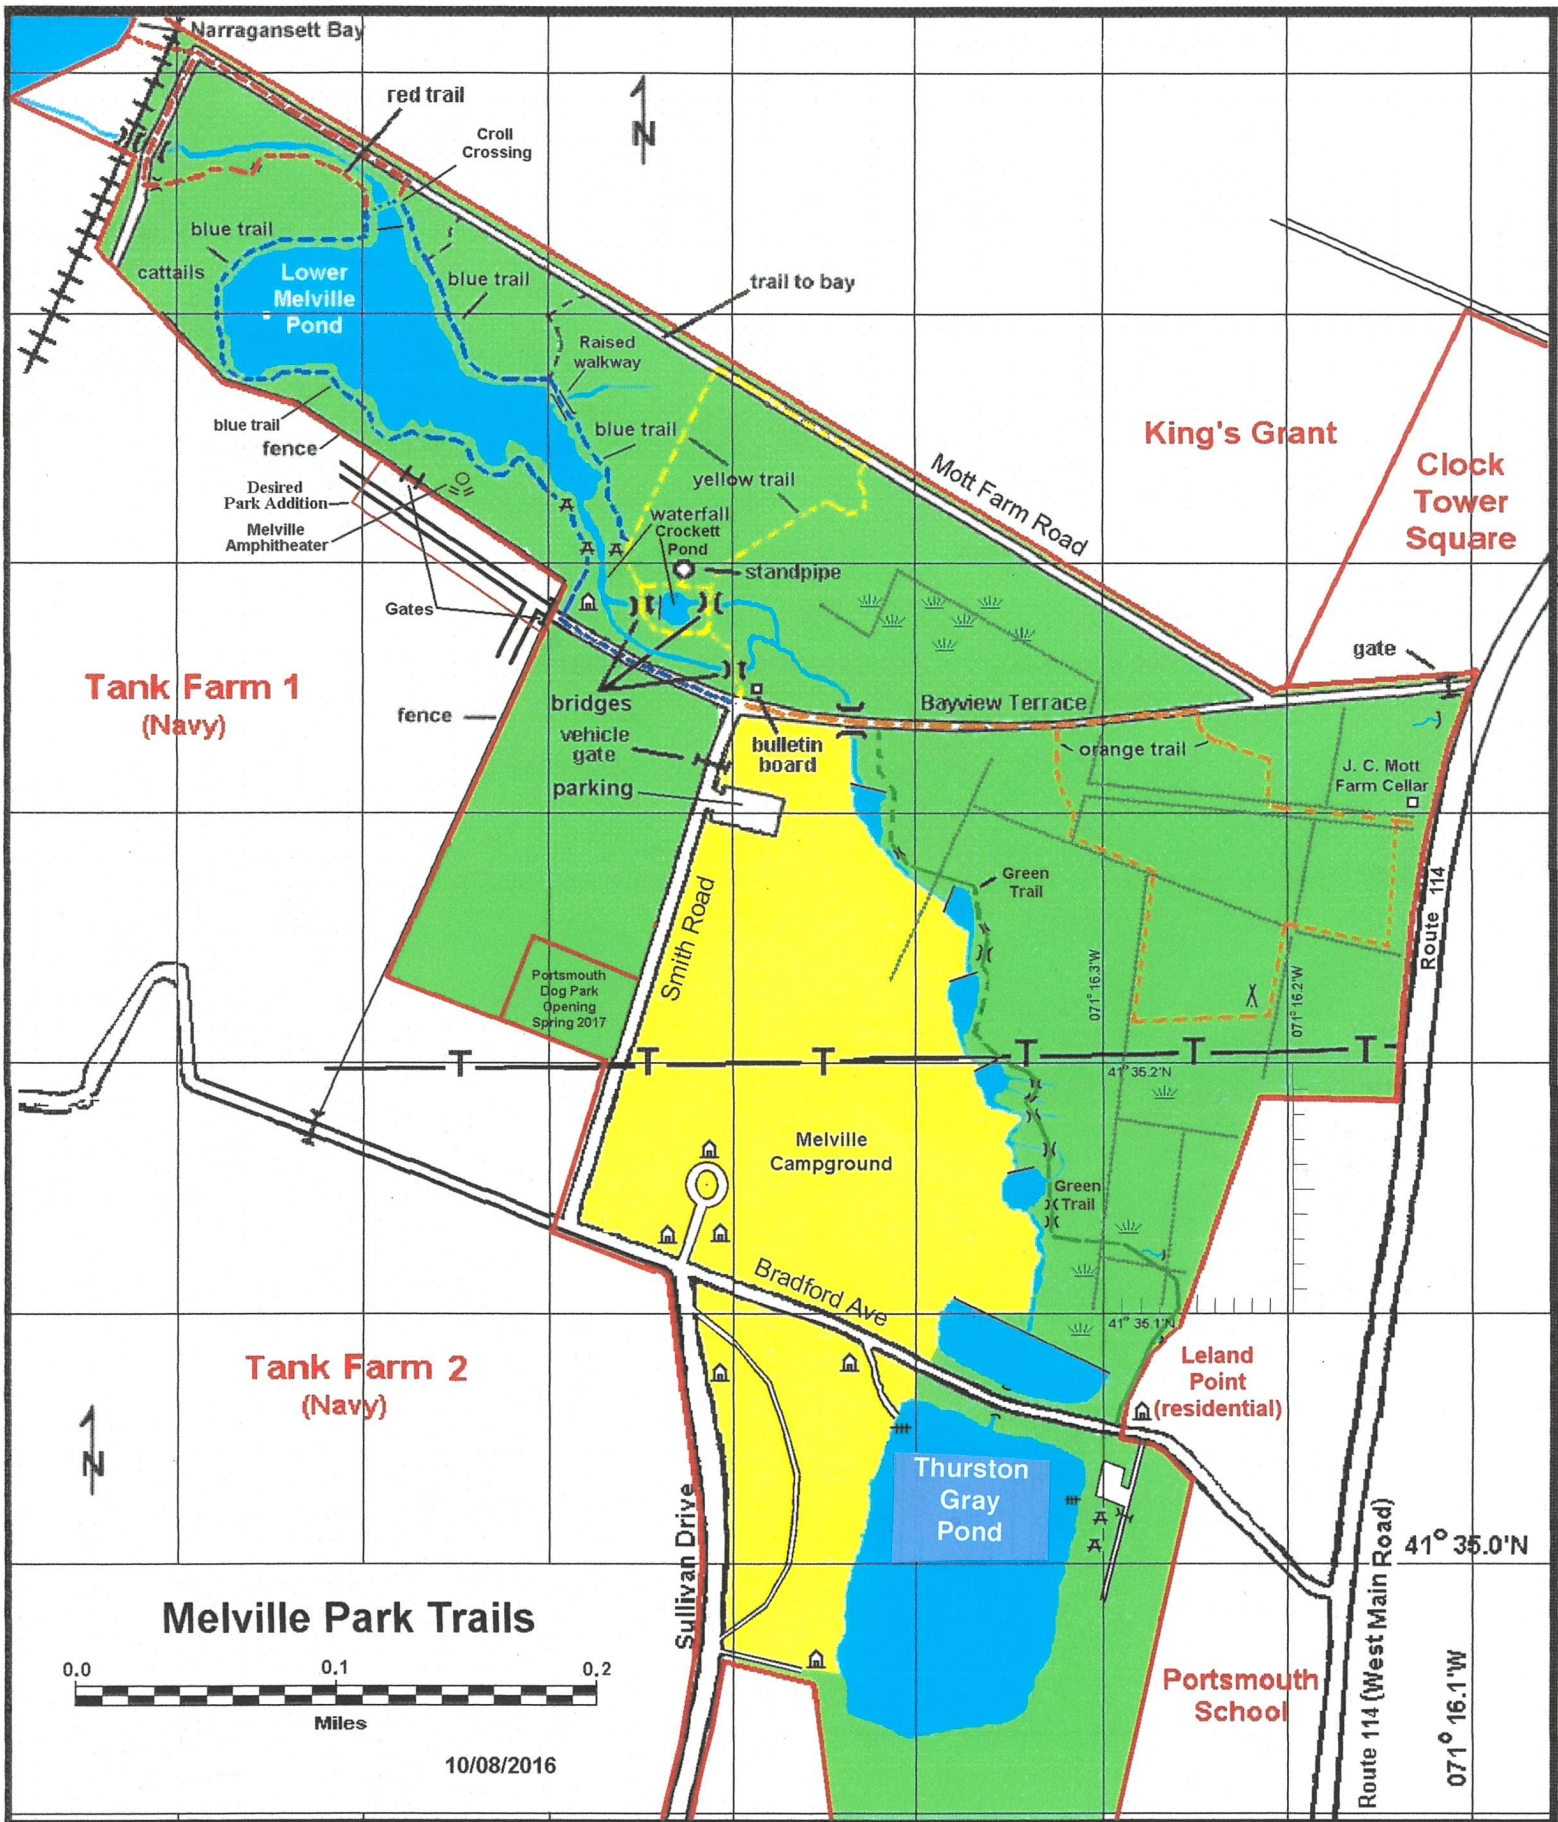 Narragansett Bay
red trail
N
Croll
Crossing
blue trail
cattails
Lower
Melville
Pond
blue trail
trail to bay
Raised
walkway
blue trail
fence
blue trail
King's Grant
Clock
Tower
Square
Mott Farm Road
yellow trail
Desired
Park Addition
Melville
Amphitheater
waterfall
Crockett
Pond
standpipe
Gates
gate
Tank Farm 1
(Navy)
fence
bridges
Bayview Terrace
vehicle
gate
bulletin
board
orange trail
parking
J. C. Mott
Farm Cellar
Green
Trail
Smith Road
Route 114
Portsmouth
Dog Park
Opening
Spring 2017
071° 16.3'W
071° 16.2'W
T
T
T
T
T
T
41° 35.2'N
Melville
Campground
Green
Trail
Bradford Ave
41° 35.1'N
Tank Farm 2
(Navy)
Leland
Point
(residential)
N
Thurston
Gray
Pond
Sullivan Drive
41° 35.0'N
Melville Park Trails
0.0 0.1 0.2
Miles
10/08/2016
Portsmouth
School
Route 114 (West Main Road)
071° 16.1'W